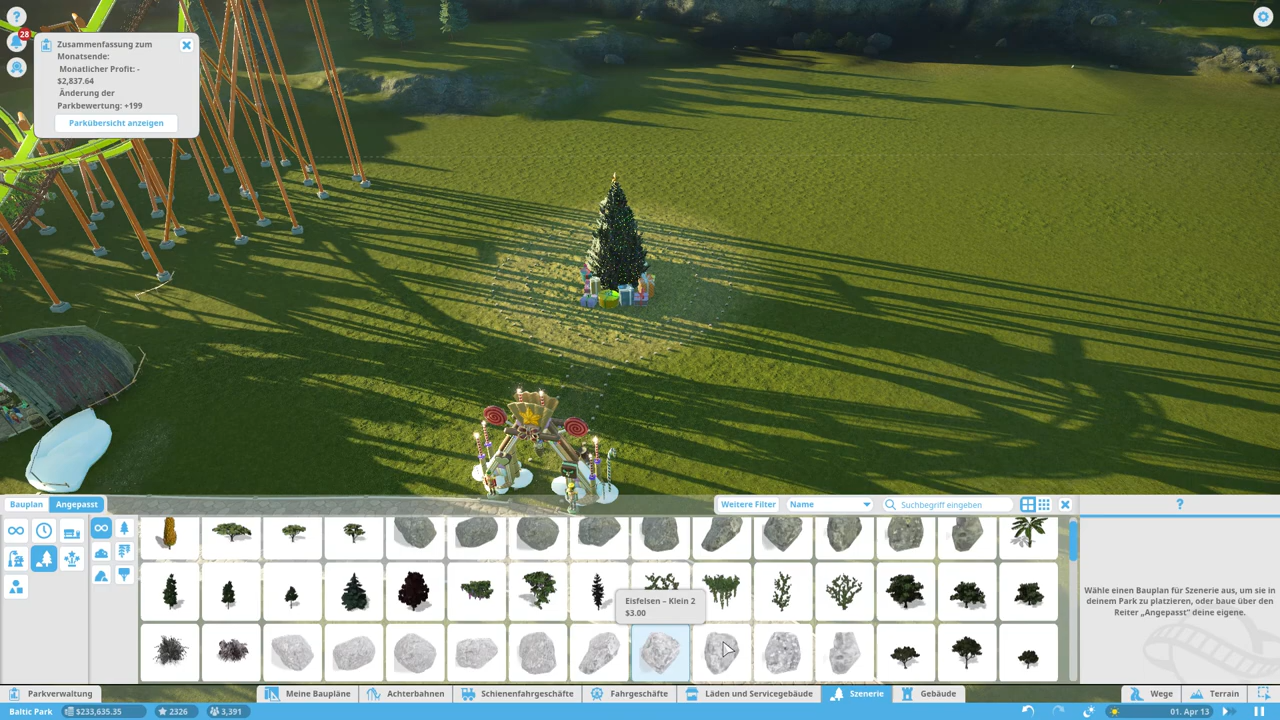 ?
28
Zusammenfassung zum
Monatsende:
Monatlicher Profit: -
$2,837.64
Änderung der
Parkbewertung: +199
Parkübersicht anzeigen
Bauplan
Angepasst
Weitere Filter
Name
Suchbegriff eingeben
?
Eisfelsen – Klein 2
$3.00
Wähle einen Bauplan für Szenerie aus, um sie in
deinem Park zu platzieren, oder baue über den
Reiter „Angepasst" deine eigene.
Parkverwaltung
Meine Baupläne
Achterbahnen
Schienenfahrgeschäfte
Fahrgeschäfte
Läden und Servicegebäude
Szenerie
Gebäude
Wege
Terrain
Baltic Park
$233,635.35
2326
3,391
01. Apr 13